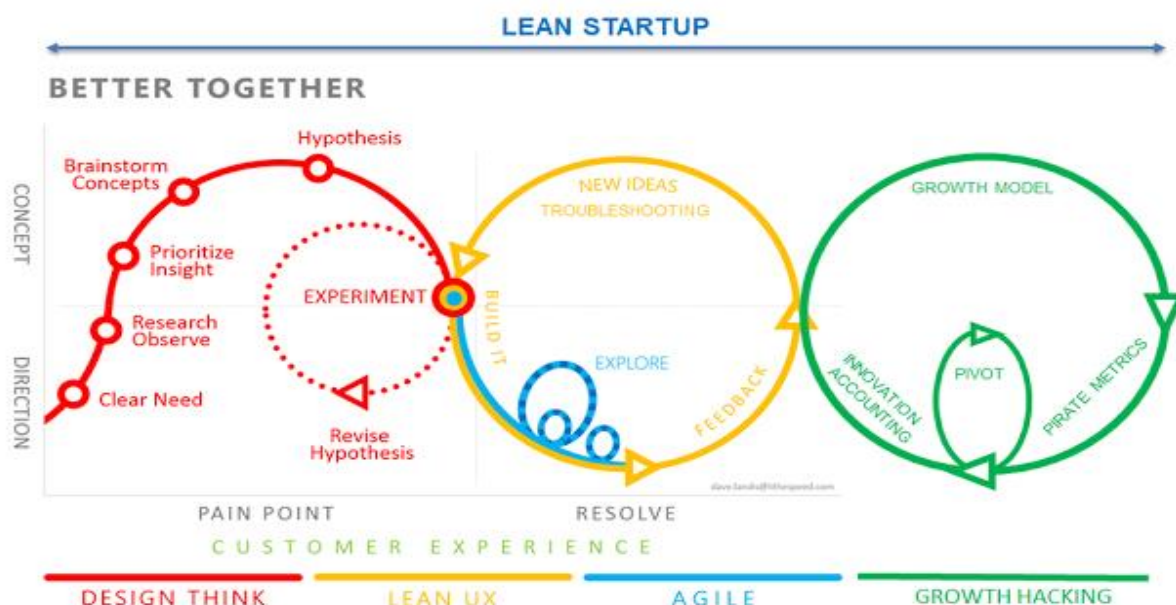 LEAN STARTUP
BETTER TOGETHER
CONCEPT
DIRECTION
Hypothesis
Brainstorm
Concepts
Prioritize
Insight
Research
Observe
Clear Need
EXPERIMENT
Revise
Hypothesis
NEW IDEAS
TROUBLESHOOTING
BUILD IT
EXPLORE
FEEDBACK
GROWTH MODEL
INNOVATION
ACCOUNTING
PIVOT
PIRATE METRICS
PAIN POINT
RESOLVE
CUSTOMER EXPERIENCE
DESIGN THINK
LEAN UX
AGILE
GROWTH HACKING